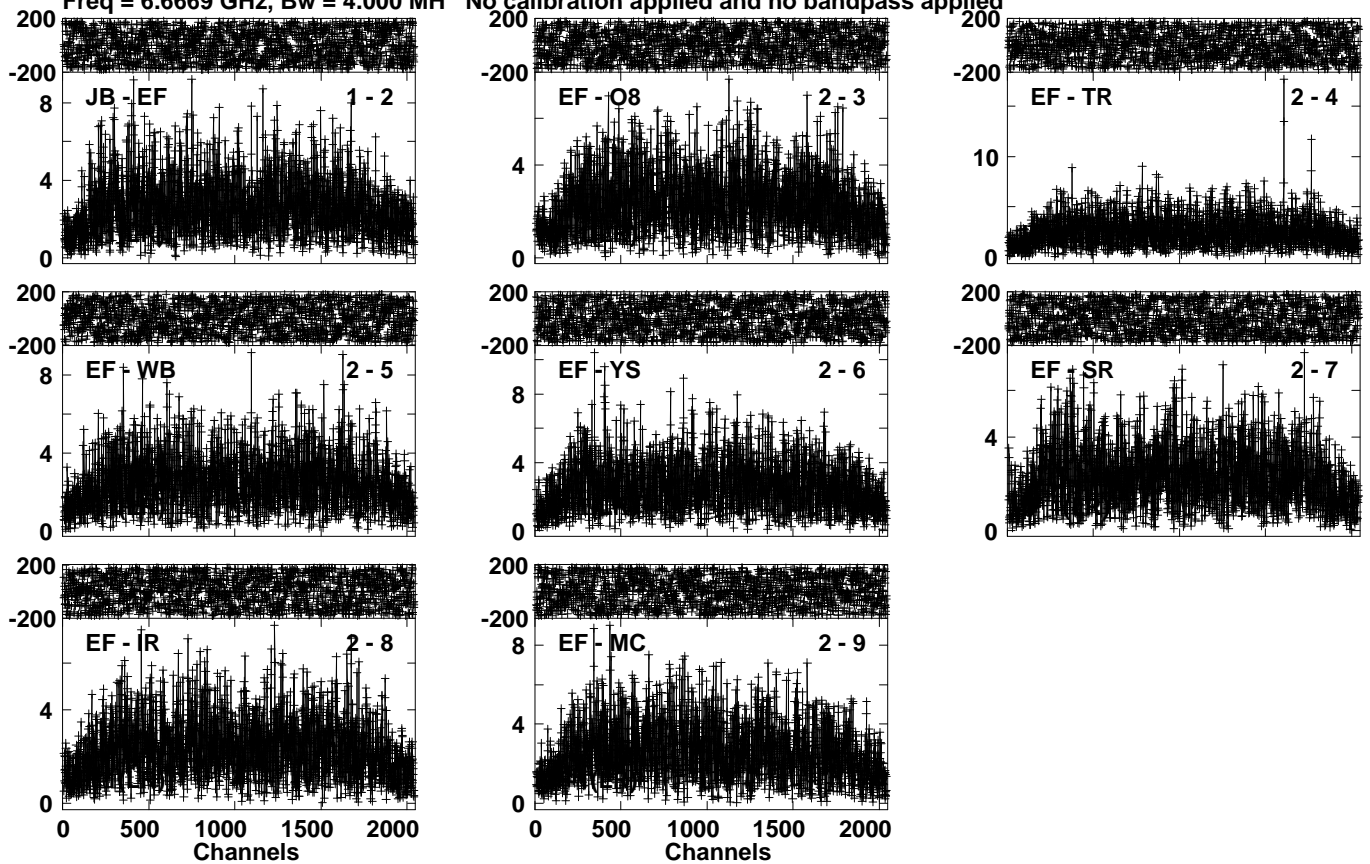 Freq = 6.6669 GHz, Bw = 4.000 MH No calibration applied and no bandpass applied
200 200 200
-200 -200 -200
JB - EF 1 - 2 EF - O8 2 - 3 EF - TR 2 - 4
8
10
4 4
0 0 0
200 200 200
-200 -200 -200
EF - WB 2 - 5 EF - YS 2 - 6 EF - SR 2 - 7
8 8
4 4 4
0 0 0
200 200
-200 -200
EF - IR 2 - 8 EF - MC 2 - 9
8
4 4
0 0
0 500 1000 1500 2000 0 500 1000 1500 2000
Channels Channels